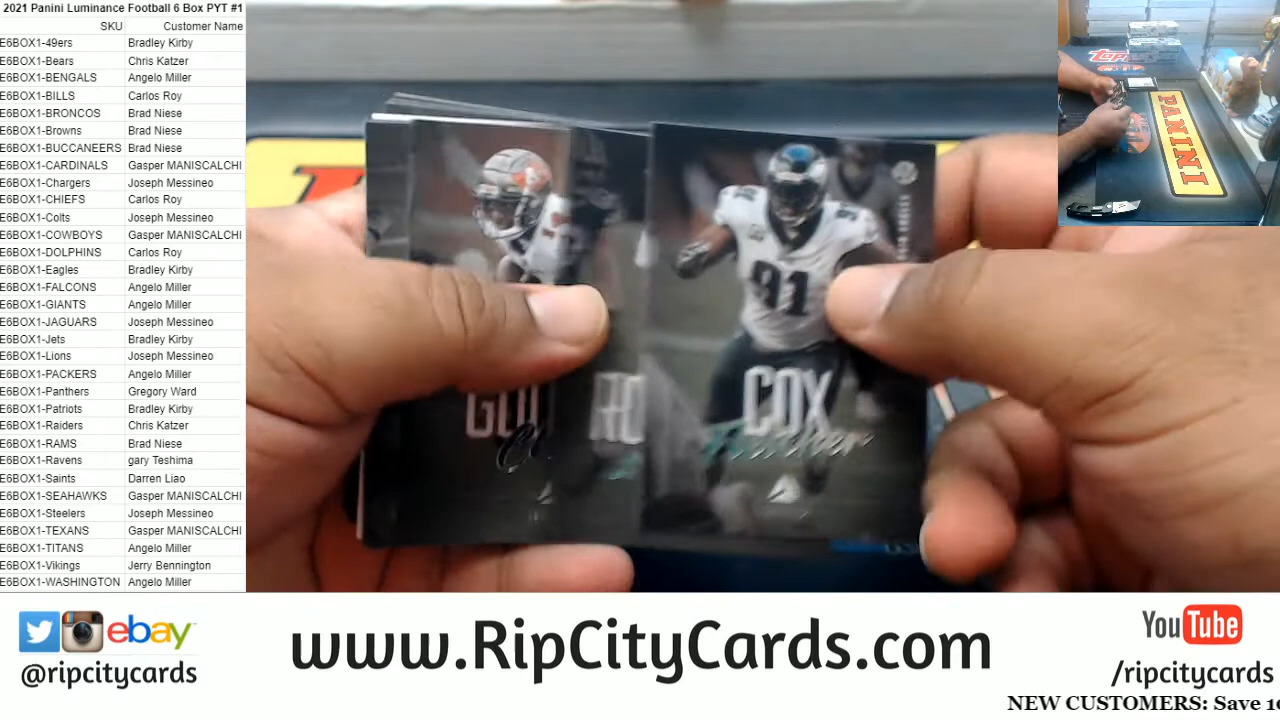 2021 Panini Luminance Football 6 Box PYT #1
SKU Customer Name
E6BOX1-49ers Bradley Kirby
E6BOX1-Bears Chris Katzer
E6BOX1-BENGALS Angelo Miller
E6BOX1-BILLS Carlos Roy
E6BOX1-BRONCOS Brad Niese
E6BOX1-Browns Brad Niese
E6BOX1-BUCCANEERS Brad Niese
E6BOX1-CARDINALS Gasper MANISCALCHI
E6BOX1-Chargers Joseph Messineo
E6BOX1-CHIEFS Carlos Roy
E6BOX1-Colts Joseph Messineo
E6BOX1-COWBOYS Gasper MANISCALCHI
E6BOX1-DOLPHINS Carlos Roy
E6BOX1-Eagles Bradley Kirby
E6BOX1-FALCONS Angelo Miller
E6BOX1-GIANTS Angelo Miller
E6BOX1-JAGUARS Joseph Messineo
E6BOX1-Jets Bradley Kirby
E6BOX1-Lions Joseph Messineo
E6BOX1-PACKERS Angelo Miller
E6BOX1-Panthers Gregory Ward
E6BOX1-Patriots Bradley Kirby
E6BOX1-Raiders Chris Katzer
E6BOX1-RAMS Brad Niese
E6BOX1-Ravens gary Teshima
E6BOX1-Saints Darren Liao
E6BOX1-SEAHAWKS Gasper MANISCALCHI
E6BOX1-Steelers Joseph Messineo
E6BOX1-TEXANS Gasper MANISCALCHI
E6BOX1-TITANS Angelo Miller
E6BOX1-Vikings Jerry Bennington
E6BOX1-WASHINGTON Angelo Miller
91
COX
Fletcher
PANINI
Topps
ebay
@ripcitycards
www.RipCityCards.com
YouTube
/ripcitycards
NEW CUSTOMERS: Save